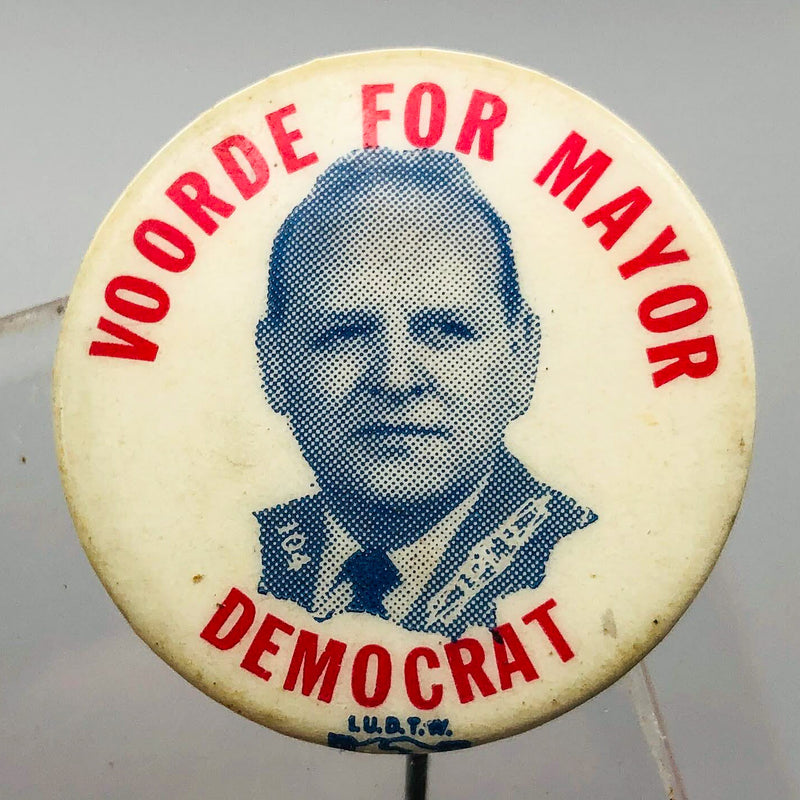 VOORDE FOR MAYOR
104
DEMOCRAT
I.U.D.T.W.